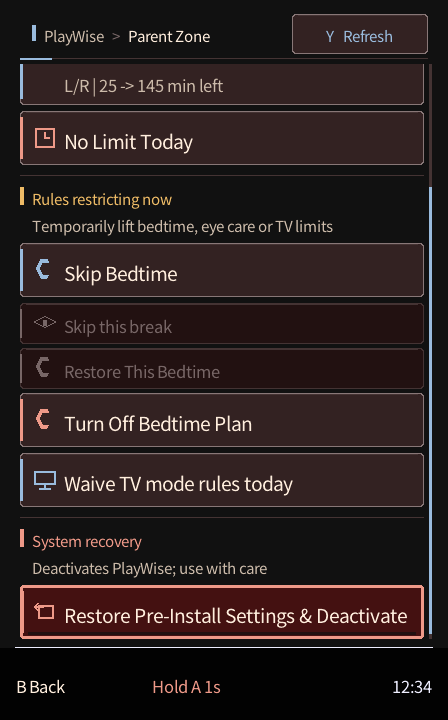 PlayWise > Parent Zone
Y Refresh
L/R | 25 -> 145 min left
No Limit Today
Rules restricting now
Temporarily lift bedtime, eye care or TV limits
Skip Bedtime
Skip this break
Restore This Bedtime
Turn Off Bedtime Plan
Waive TV mode rules today
System recovery
Deactivates PlayWise; use with care
Restore Pre-Install Settings & Deactivate
B Back
Hold A 1s
12:34